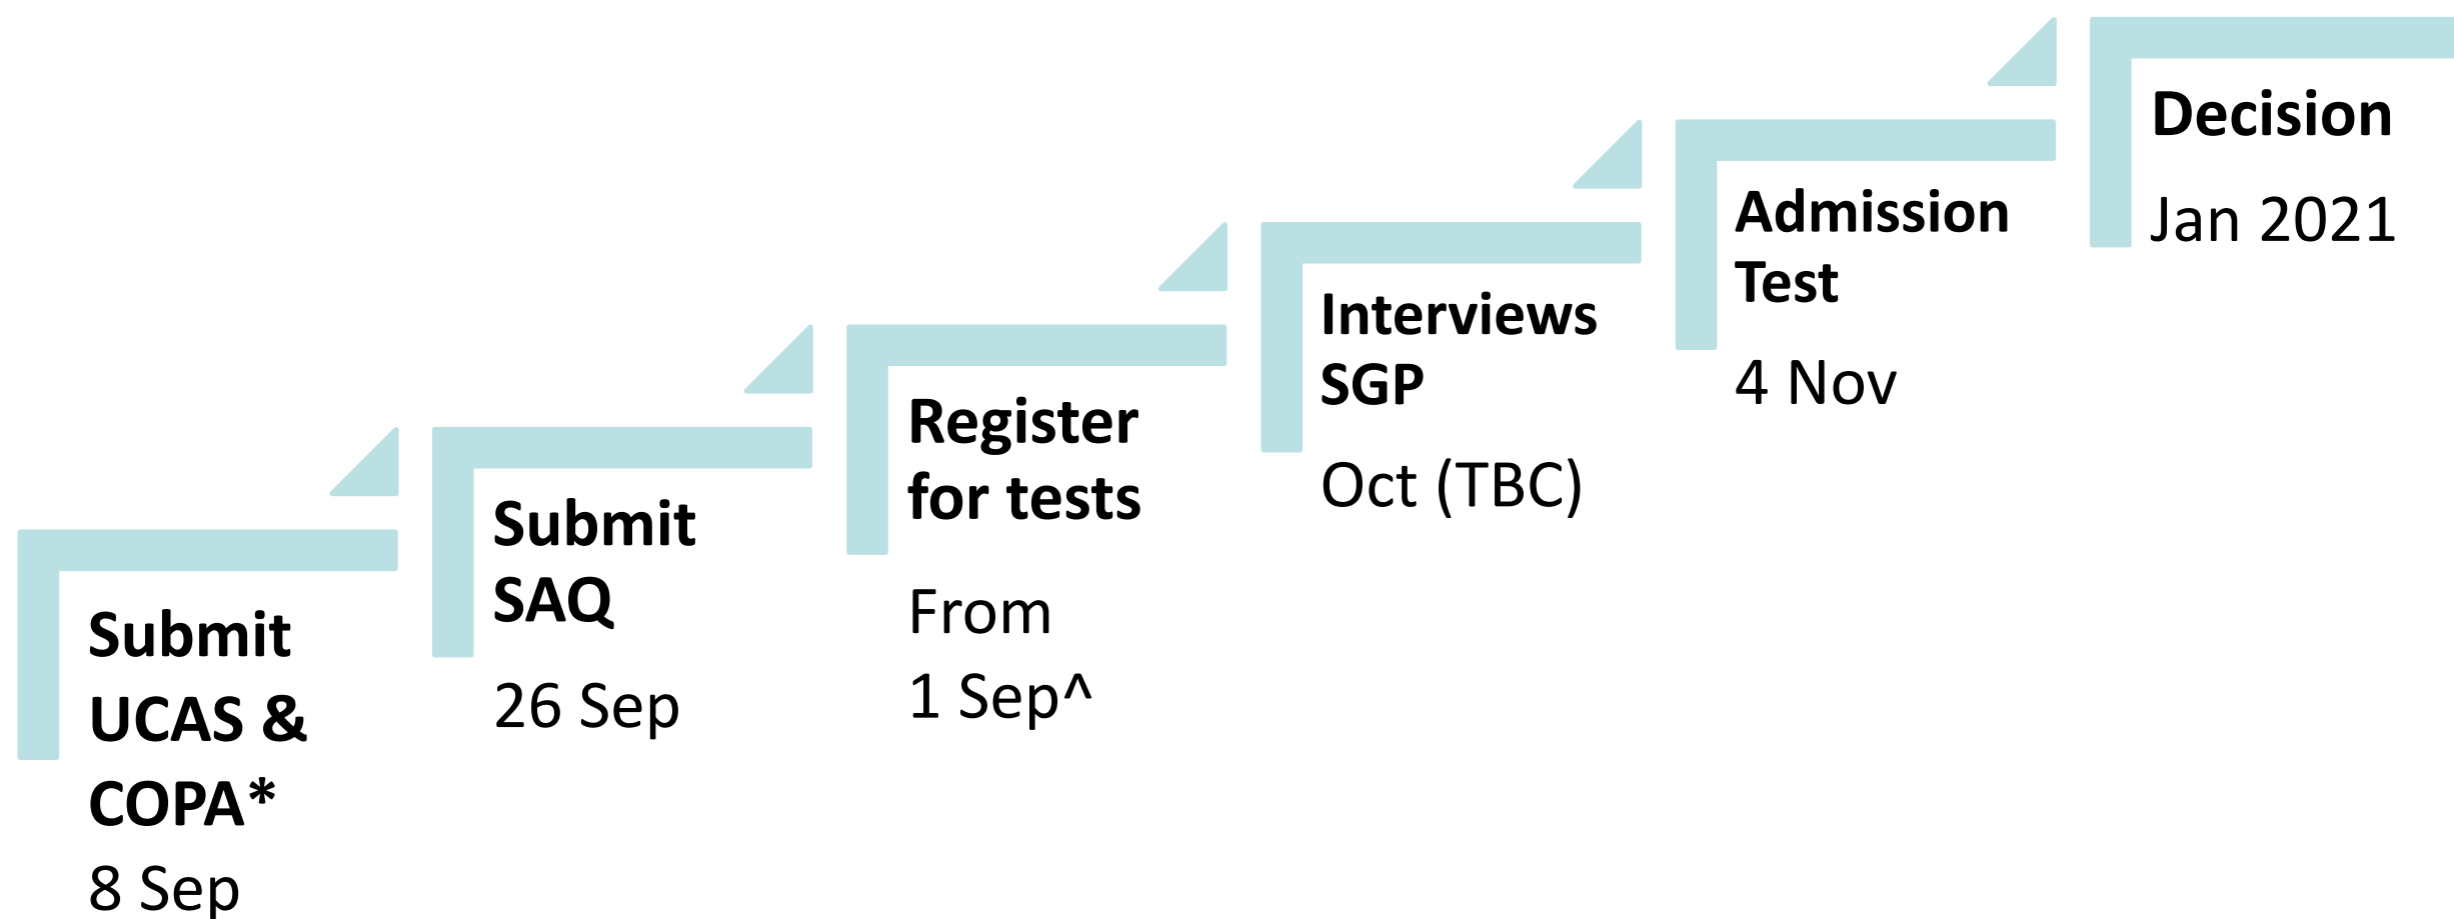 Submit
UCAS &
COPA*
8 Sep
Submit
SAQ
26 Sep
Register
for tests
From
1 Sep^
Interviews
SGP
Oct (TBC)
Admission
Test
4 Nov
Decision
Jan 2021